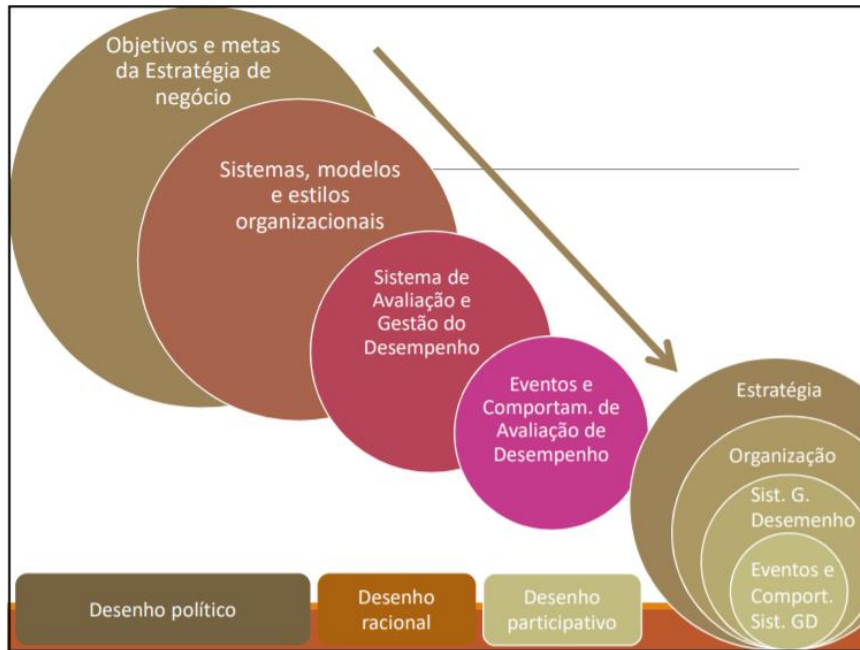 Objetivos e metas
da Estratégia de
negócio
Sistemas, modelos
e estilos
organizacionais
Sistema de
Avaliação e
Gestão do
Desempenho
Eventos e
Comportam. de
Avaliação de
Desempenho
Estratégia
Organização
Sist. G.
Desemenho
Eventos e
Comport.
Sist. GD
Desenho político
Desenho
racional
Desenho
participativo